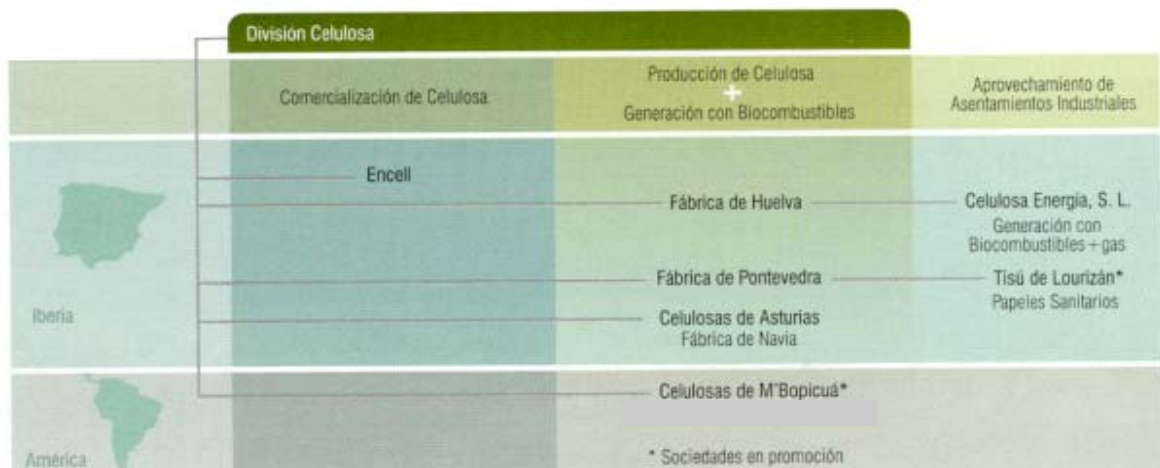 División Celulosa
Comercialización de Celulosa
Producción de Celulosa
+
Generación con Biocombustibles
Aprovechamiento de
Asentamientos Industriales
Encell
Fábrica de Huelva
Celulosa Energía, S. L.
Generación con
Biocombustibles + gas
Fábrica de Pontevedra
Tisú de Lourizán*
Papeles Sanitarios
Iberia
Celulosas de Asturias
Fábrica de Navia
Celulosas de M'Bopicuá*
América
* Sociedades en promoción